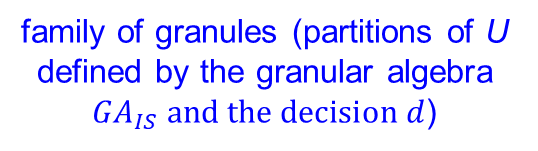 family of granules (partitions of U
defined by the granular algebra
GA_IS and the decision d)